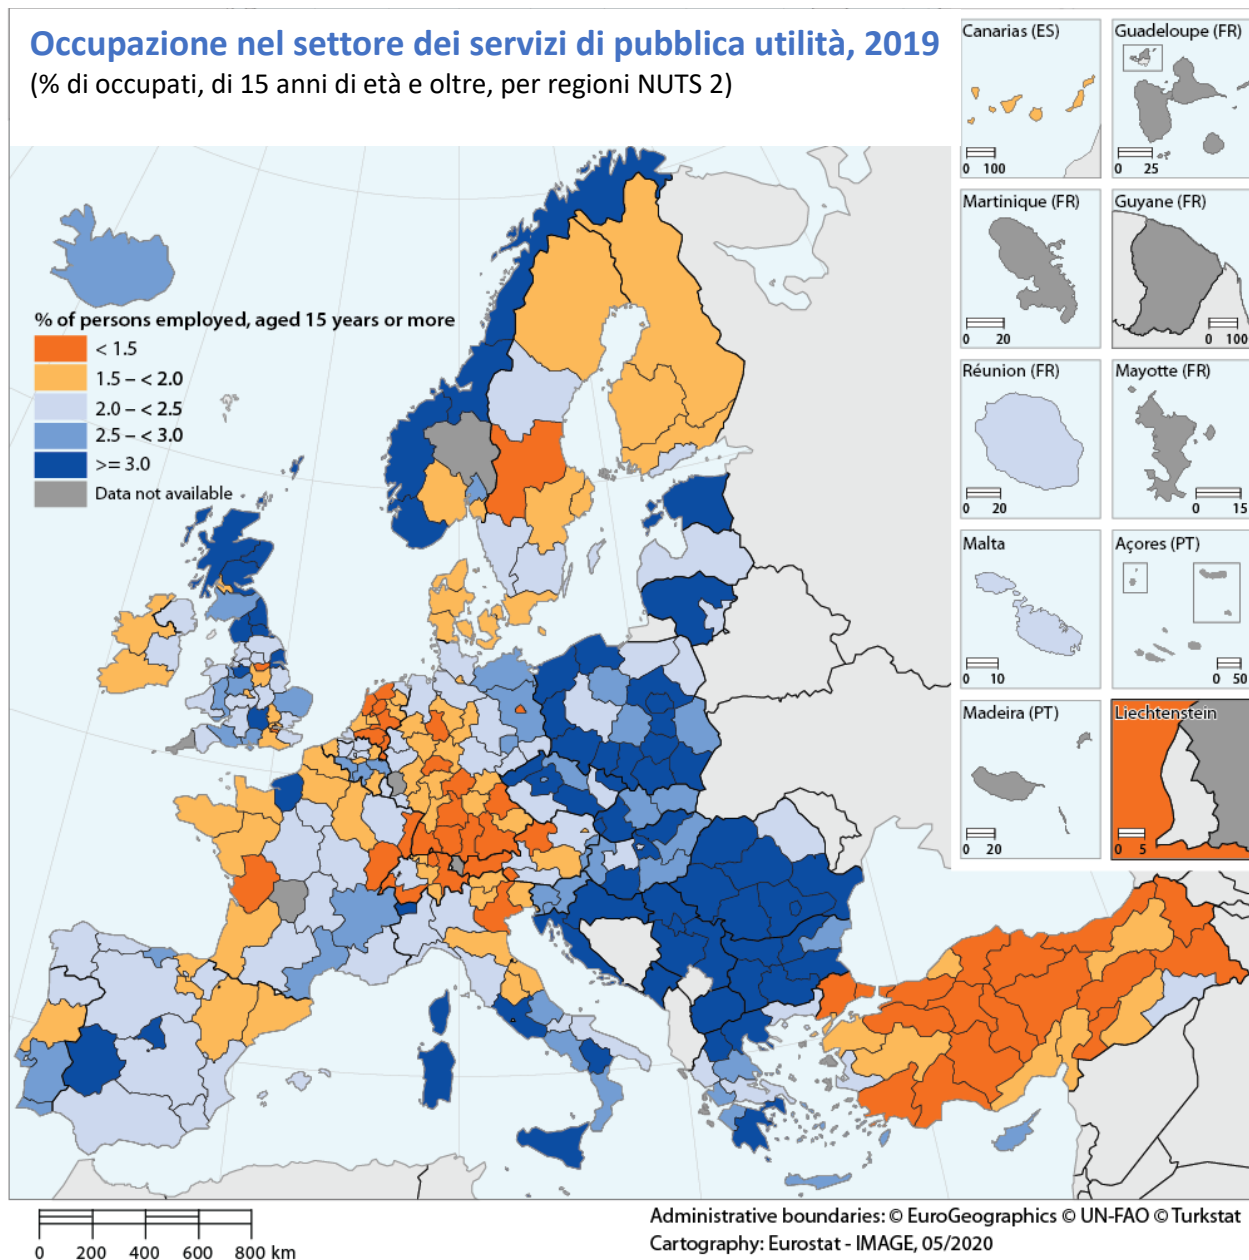 Occupazione nel settore dei servizi di pubblica utilità, 2019
(% di occupati, di 15 anni di età e oltre, per regioni NUTS 2)
% of persons employed, aged 15 years or more
< 1.5
1.5 – < 2.0
2.0 – < 2.5
2.5 – < 3.0
>= 3.0
Data not available
Canarias (ES)
0 100
Guadeloupe (FR)
0 25
Martinique (FR)
0 20
Guyane (FR)
0 100
Réunion (FR)
0 20
Mayotte (FR)
0 15
Malta
0 10
Açores (PT)
0 50
Madeira (PT)
0 20
Liechtenstein
0 5
0 200 400 600 800 km
Administrative boundaries: © EuroGeographics © UN-FAO © Turkstat
Cartography: Eurostat - IMAGE, 05/2020